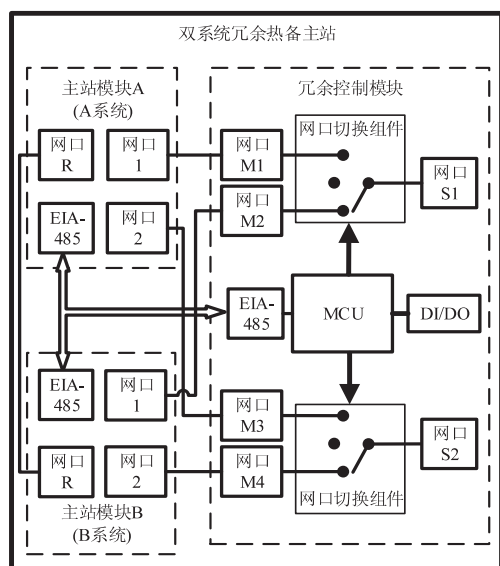 双系统冗余热备主站
主站模块A
(A系统)
网口
R
网口
1
EIA-
485
网口
2
冗余控制模块
网口
M1
网口
M2
网口切换组件
网口
S1
EIA-
485
MCU
DI/DO
EIA-
485
网口
1
网口
R
网口
2
主站模块B
(B系统)
网口
M3
网口
M4
网口切换组件
网口
S2